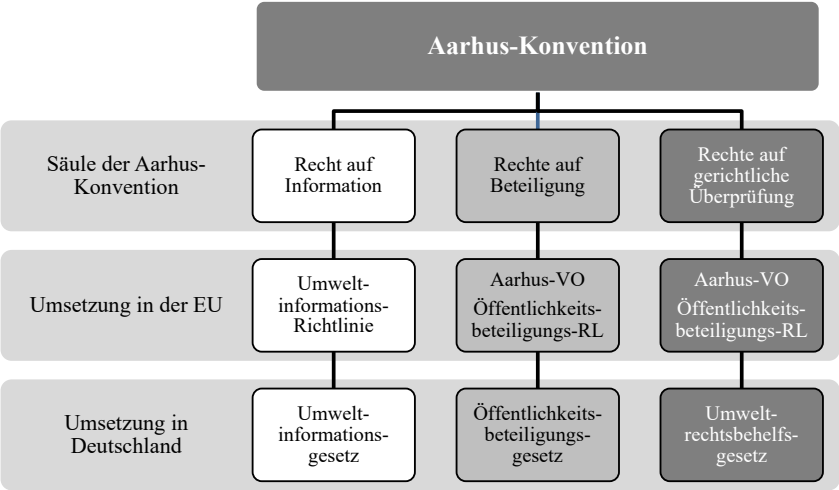 Aarhus-Konvention
Säule der Aarhus-
Konvention
Recht auf
Information
Rechte auf
Beteiligung
Rechte auf
gerichtliche
Überprüfung
Umsetzung in der EU
Umwelt-
informations-
Richtlinie
Aarhus-VO
Öffentlichkeits-
beteiligungs-RL
Aarhus-VO
Öffentlichkeits-
beteiligungs-RL
Umsetzung in
Deutschland
Umwelt-
informations-
gesetz
Öffentlichkeits-
beteiligungs-
gesetz
Umwelt-
rechtsbehelfs-
gesetz